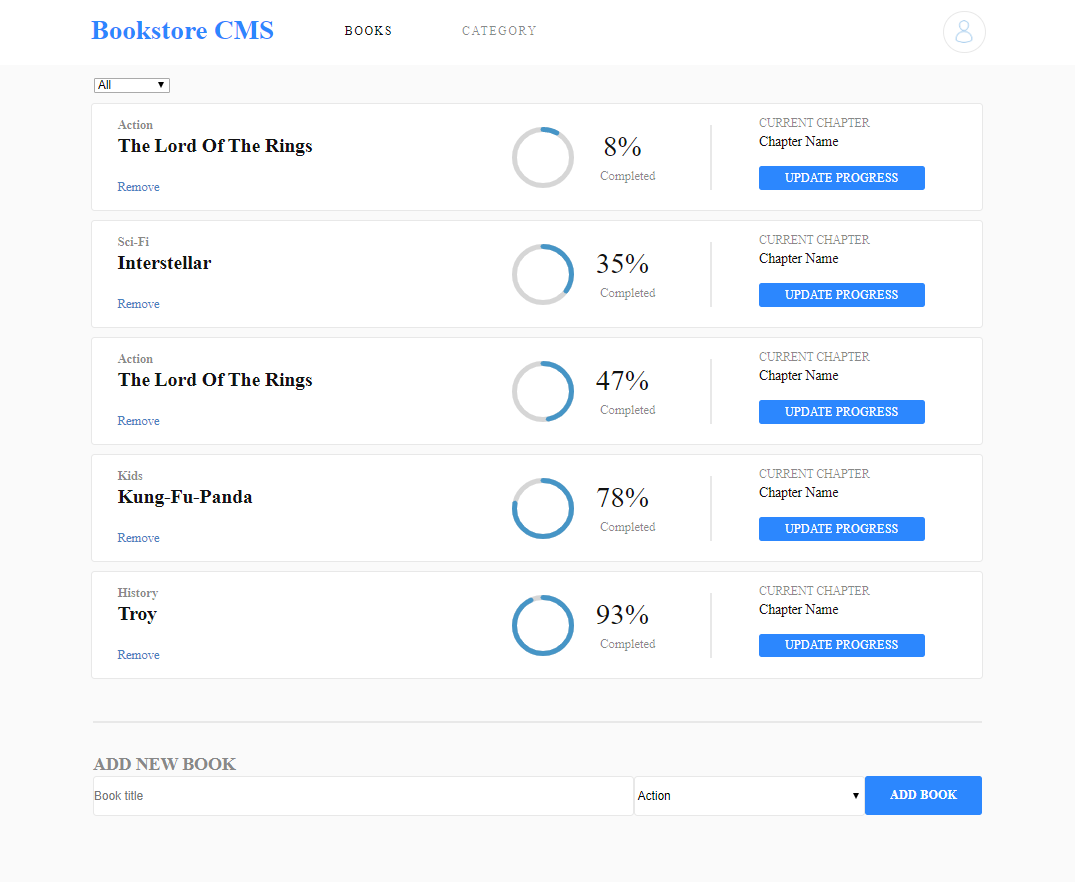 Bookstore CMS BOOKS CATEGORY
All
Action
The Lord Of The Rings
Remove
8%
Completed
CURRENT CHAPTER
Chapter Name
UPDATE PROGRESS
Sci-Fi
Interstellar
Remove
35%
Completed
CURRENT CHAPTER
Chapter Name
UPDATE PROGRESS
Action
The Lord Of The Rings
Remove
47%
Completed
CURRENT CHAPTER
Chapter Name
UPDATE PROGRESS
Kids
Kung-Fu-Panda
Remove
78%
Completed
CURRENT CHAPTER
Chapter Name
UPDATE PROGRESS
History
Troy
Remove
93%
Completed
CURRENT CHAPTER
Chapter Name
UPDATE PROGRESS
ADD NEW BOOK
Book title Action ADD BOOK